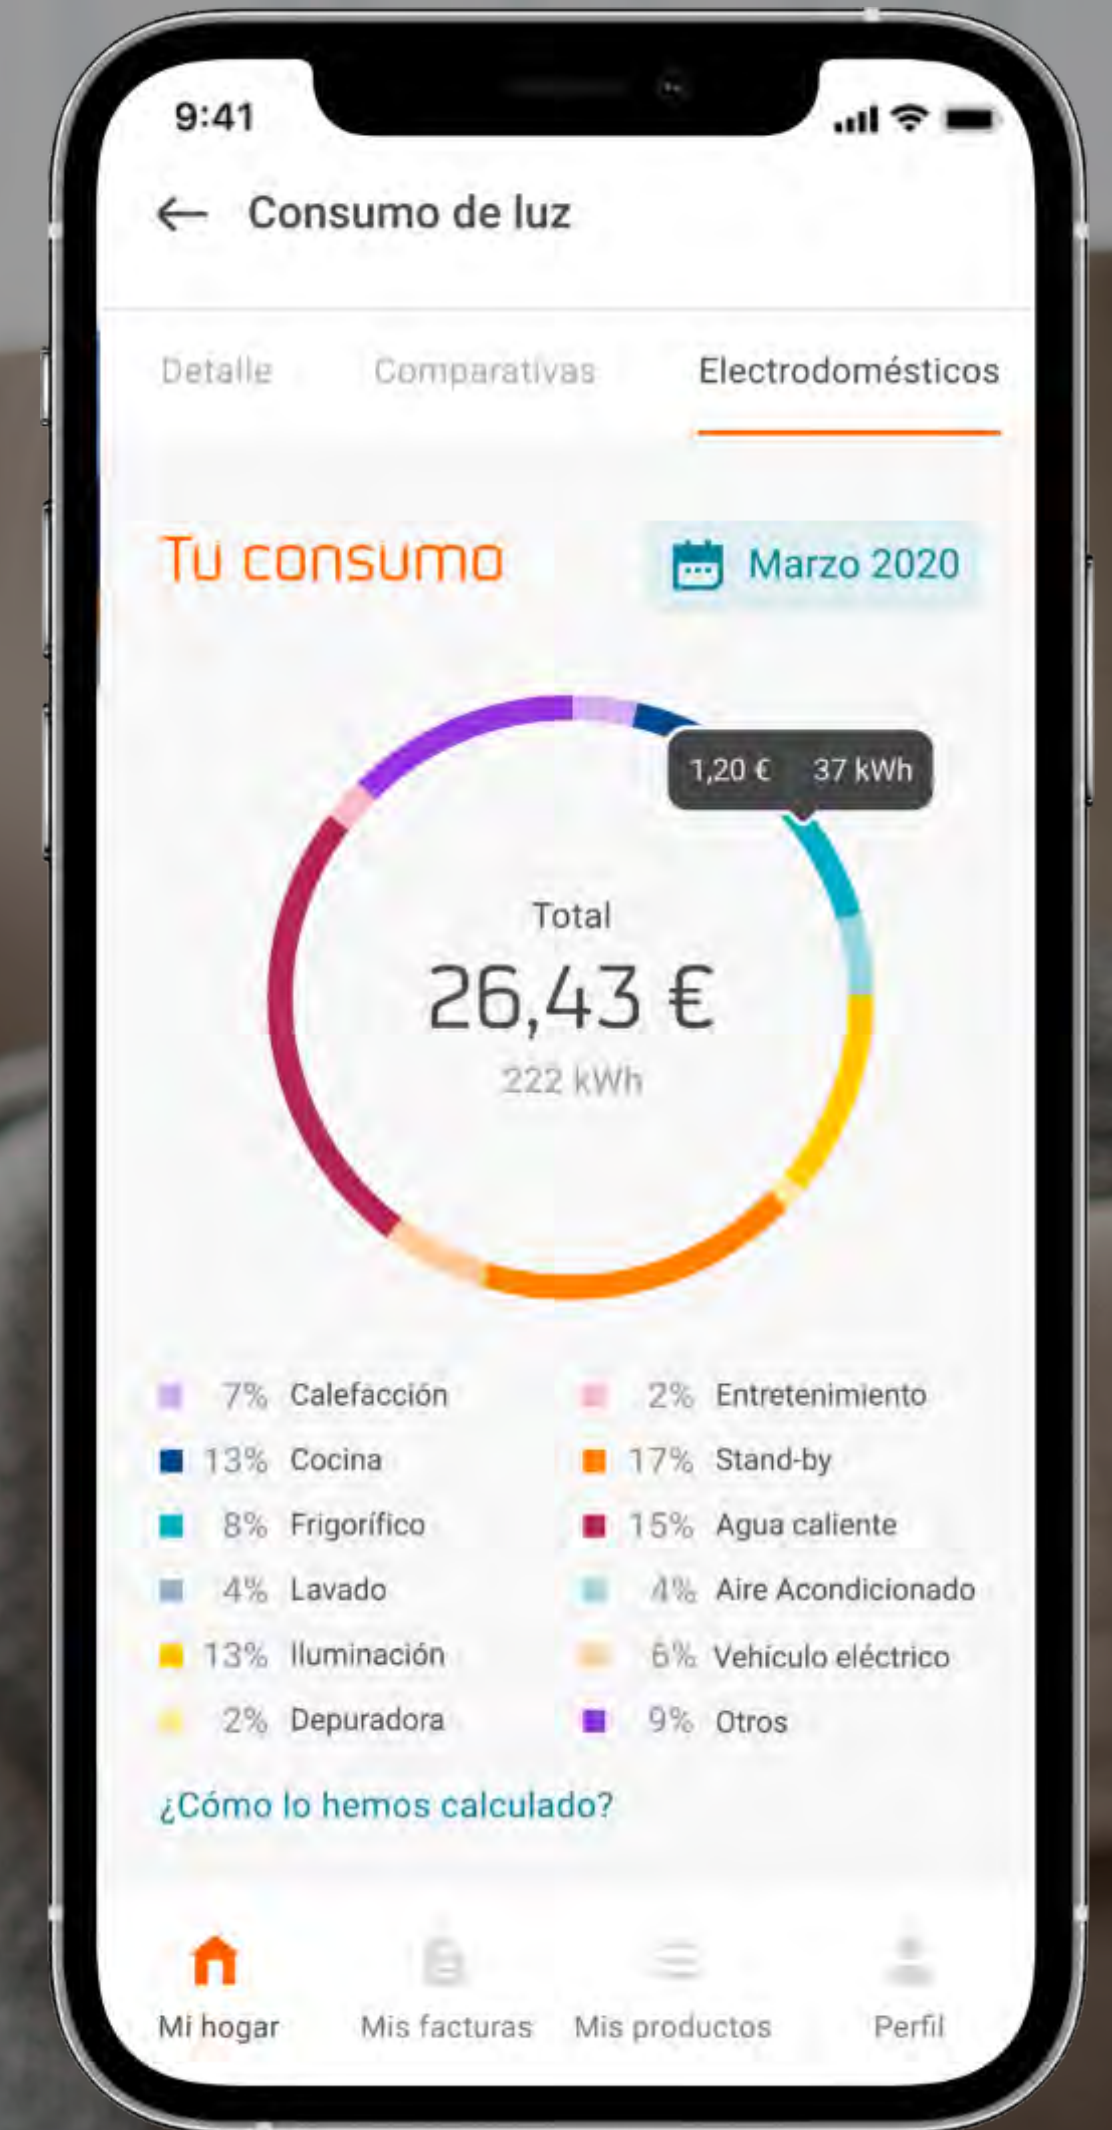 9:41
← Consumo de luz
Detalle Comparativas Electrodomésticos
Tu consumo Marzo 2020
1,20 € 37 kWh
Total
26,43 €
222 kWh
7% Calefacción 2% Entretenimiento
13% Cocina 17% Stand-by
8% Frigorífico 15% Agua caliente
4% Lavado 4% Aire Acondicionado
13% Iluminación 6% Vehículo eléctrico
2% Depuradora 9% Otros
¿Cómo lo hemos calculado?
Mi hogar Mis facturas Mis productos Perfil